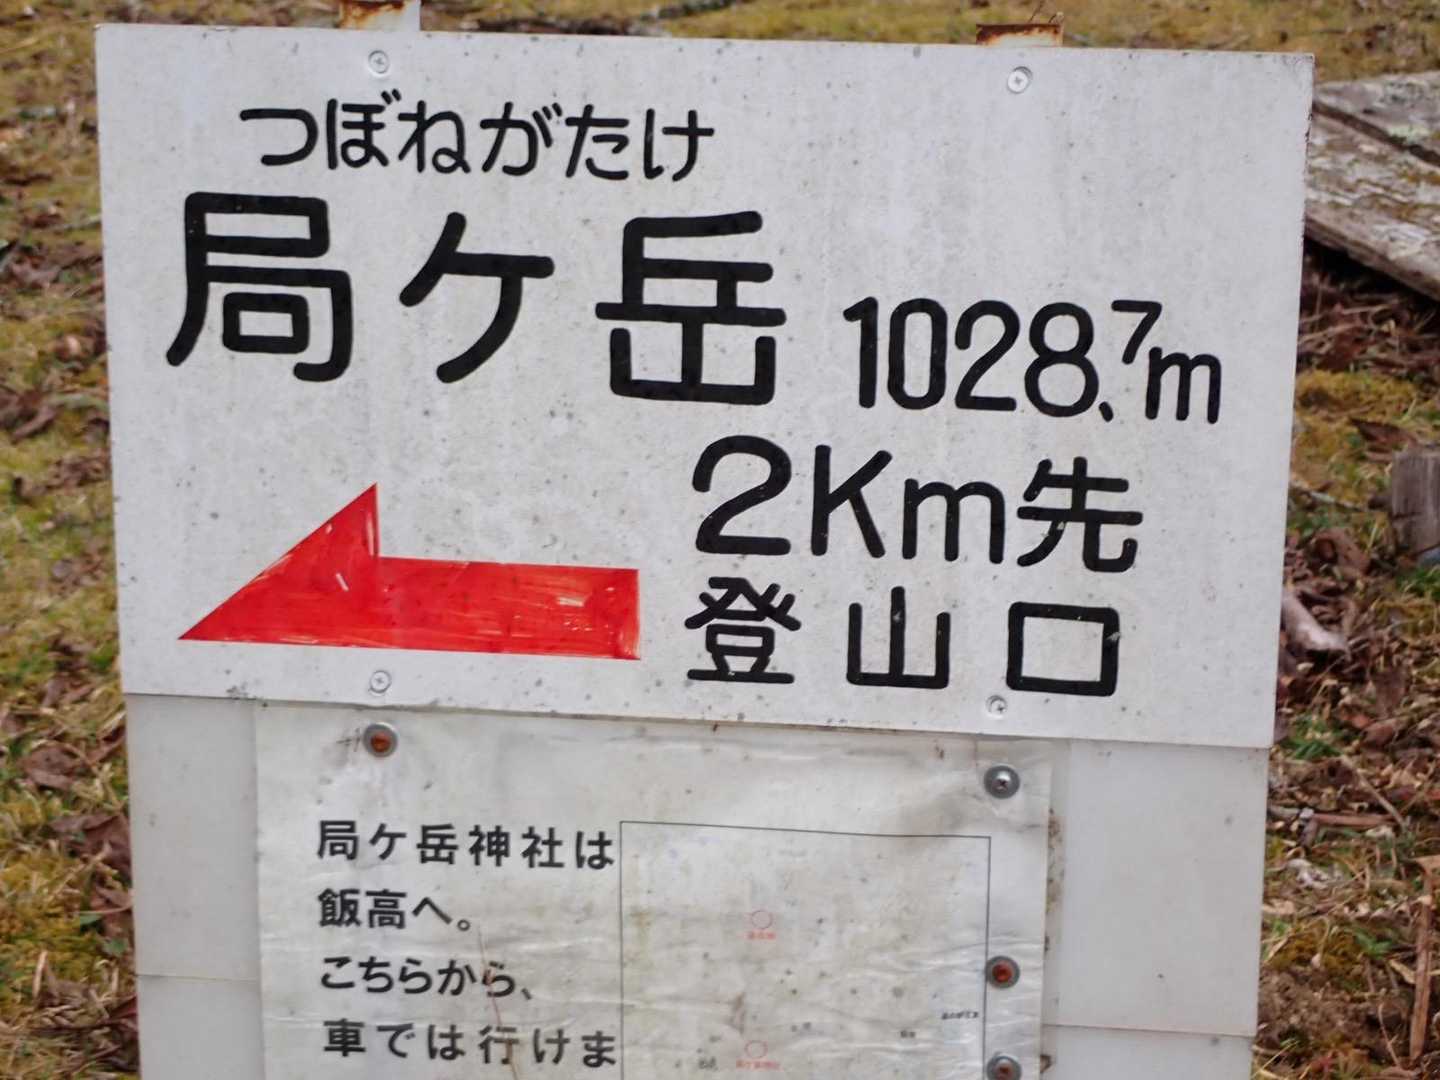 つぼねがたけ
局ケ岳 1028.7m
2Km先
登山口
局ケ岳神社は
飯高へ。
こちらから、
車では行けま